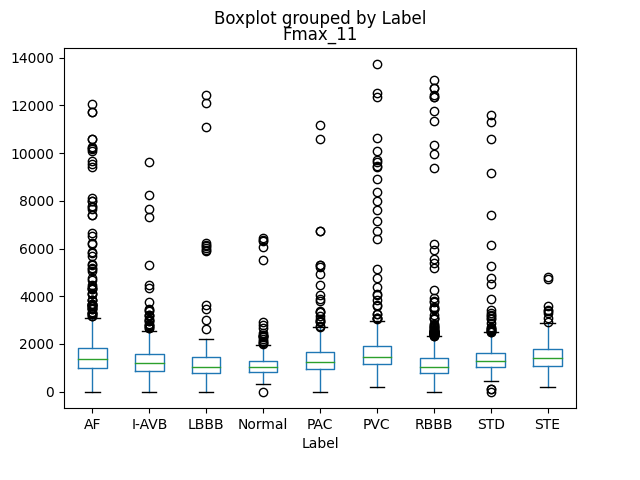 Boxplot grouped by Label
Fmax_11
14000
12000
10000
8000
6000
4000
2000
0
AF I-AVB LBBB Normal PAC PVC RBBB STD STE
Label